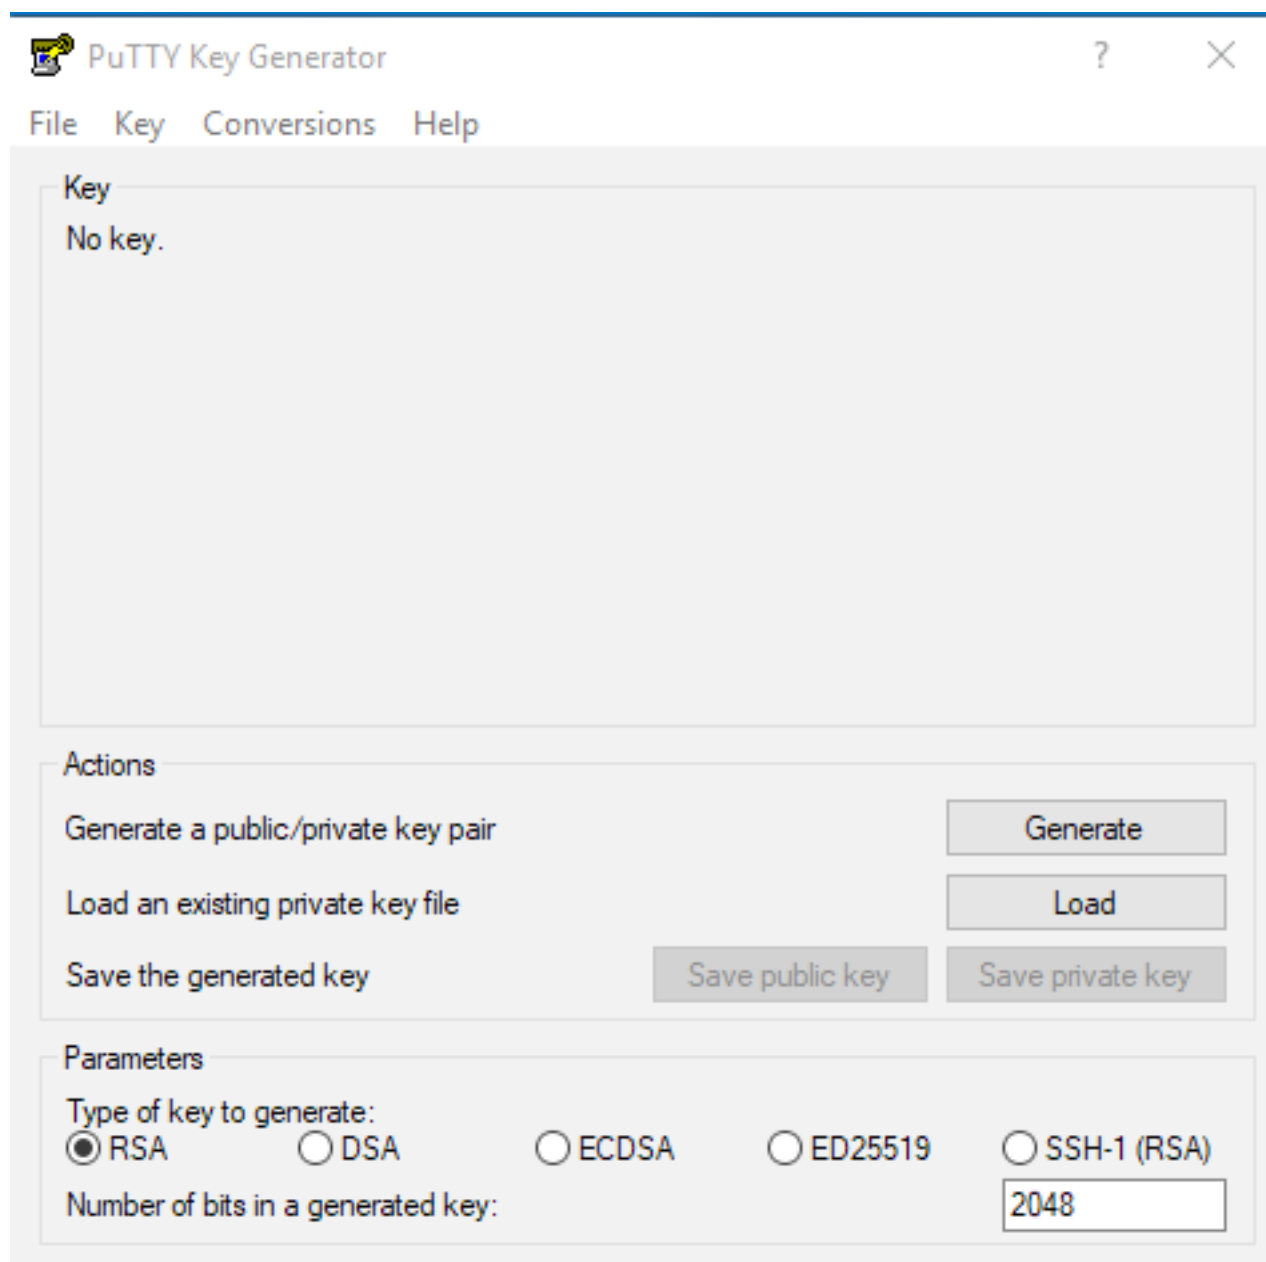 PuTTY Key Generator ?
File Key Conversions Help
Key
No key.
Actions
Generate a public/private key pair Generate
Load an existing private key file Load
Save the generated key Save public key Save private key
Parameters
Type of key to generate:
RSA DSA ECDSA ED25519 SSH-1 (RSA)
Number of bits in a generated key: 2048